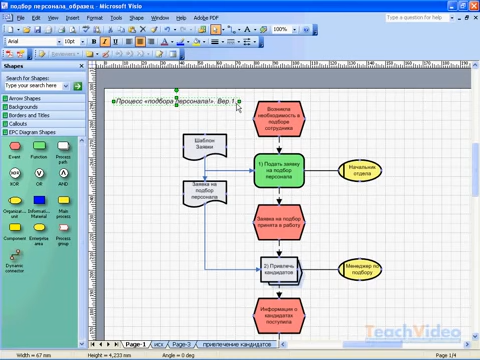 подбор персонала_образец - Microsoft Visio
File Edit View Insert Format Tools Shape Window Help Adobe PDF
Type a question for help
100%
Arial
10pt.
Shapes
Search for Shapes:
Type your search here
Arrow Shapes
Backgrounds
Borders and Titles
Callouts
EPC Diagram Shapes
Event
Function
Process path
XOR
OR
AND
Organizational unit
Information/ Material
Main process
Component
Enterprise area
Process group
Dynamic connector
Процесс «подбора персонала!». Вер.1.
Возникла
необходимость в
подборе
сотрудника
Шаблон
Заявки
1) Подать заявку
на подбор
персонала
Начальник
отдела
Заявка на
подбор
персонала
Заявка на подбор
принята в работу
2) Привлечь
кандидатов
Менеджер по
подбору
Информация о
кандидатах
поступила
TeachVideo
Page-1
исх
Page-3
привлечение кандидатов
Width = 67 mm
Height = 4,233 mm
Angle = 0 deg
Page 1/4